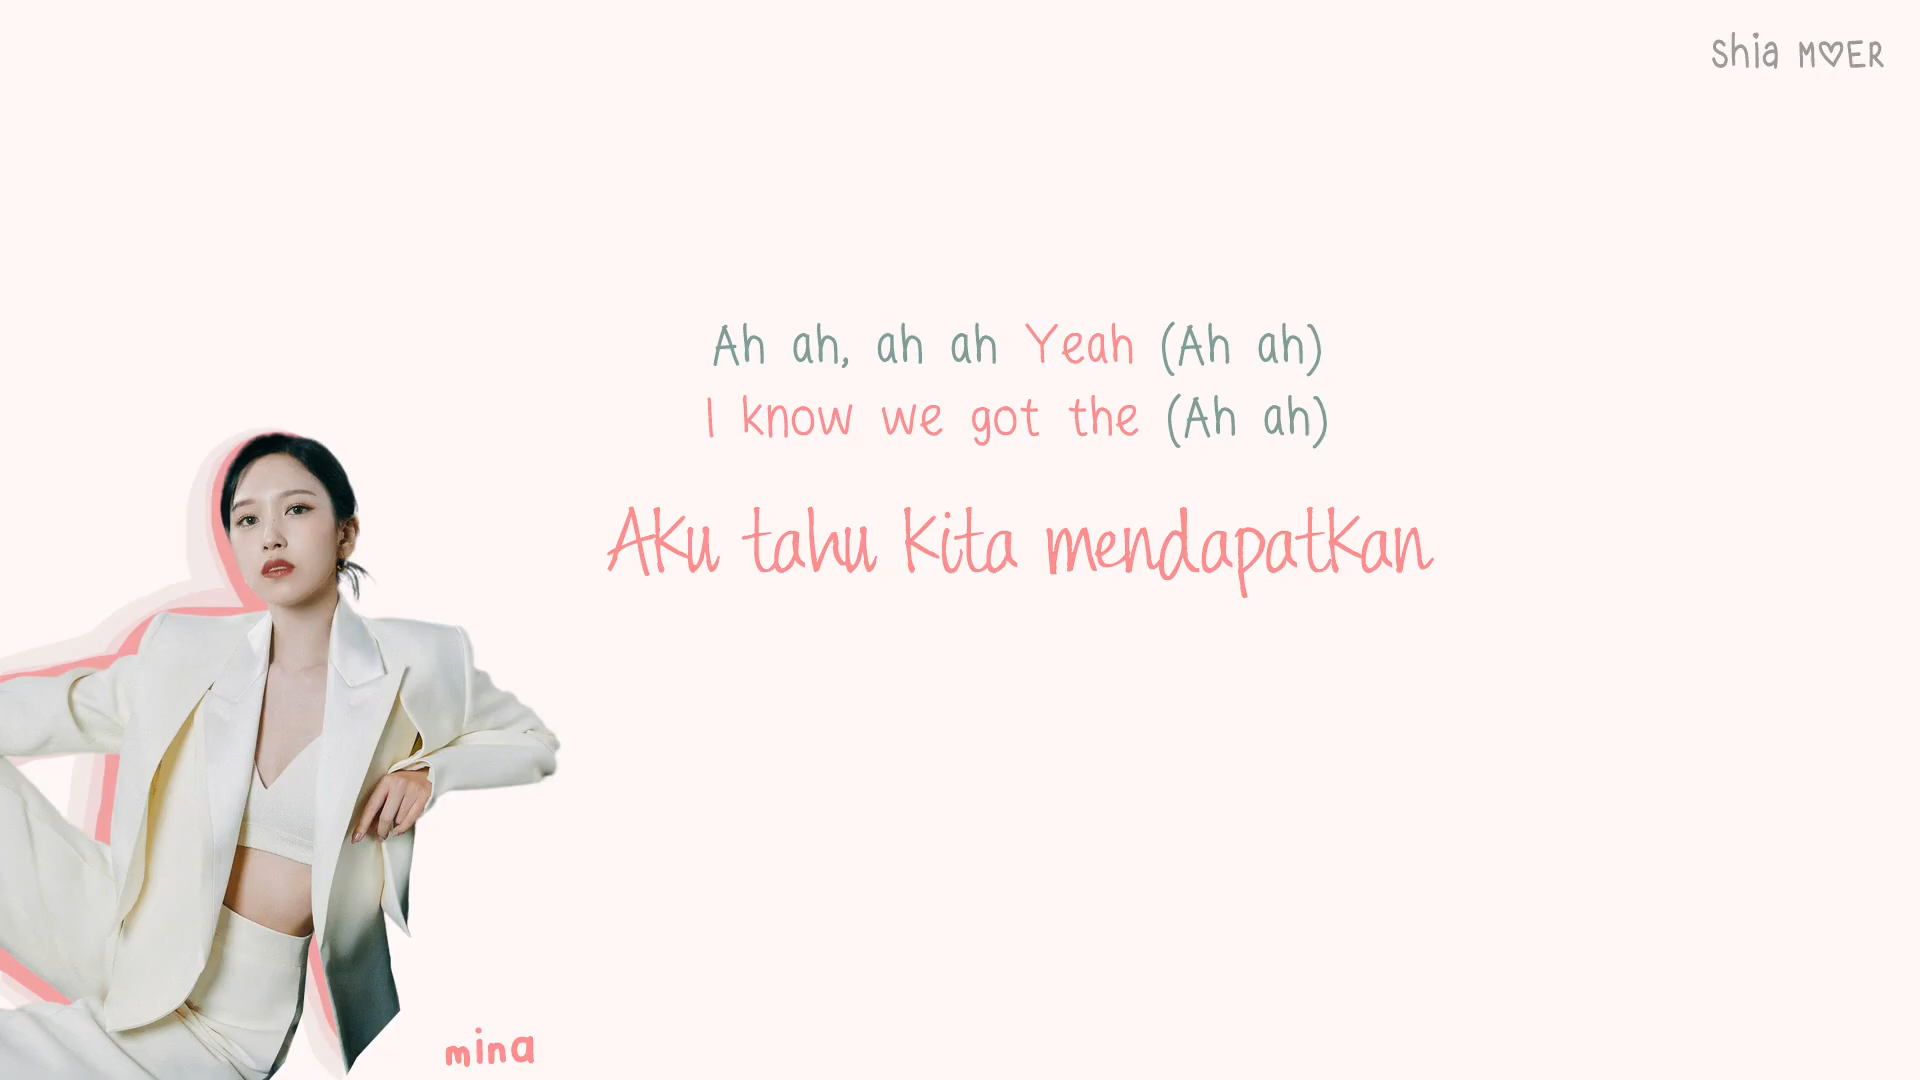 Shia M♡ER
Ah ah, ah ah Yeah (Ah ah)
I know we got the (Ah ah)
Aku tahu kita mendapatkan
mina